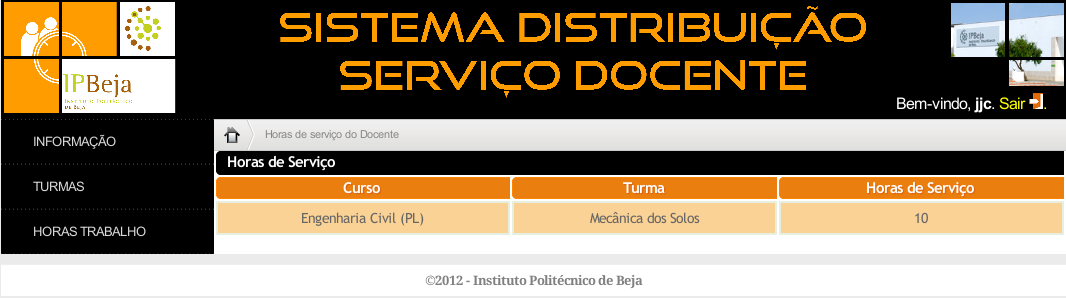 SISTEMA DISTRIBUIÇÃO
SERVIÇO DOCENTE
IPBeja
INSTITUTO POLITÉCNICO
DE BEJA
IPBeja
Bem-vindo, jjc. Sair.
INFORMAÇÃO
TURMAS
HORAS TRABALHO
Horas de serviço do Docente
Horas de Serviço
Curso Turma Horas de Serviço
Engenharia Civil (PL) Mecânica dos Solos 10
©2012 - Instituto Politécnico de Beja